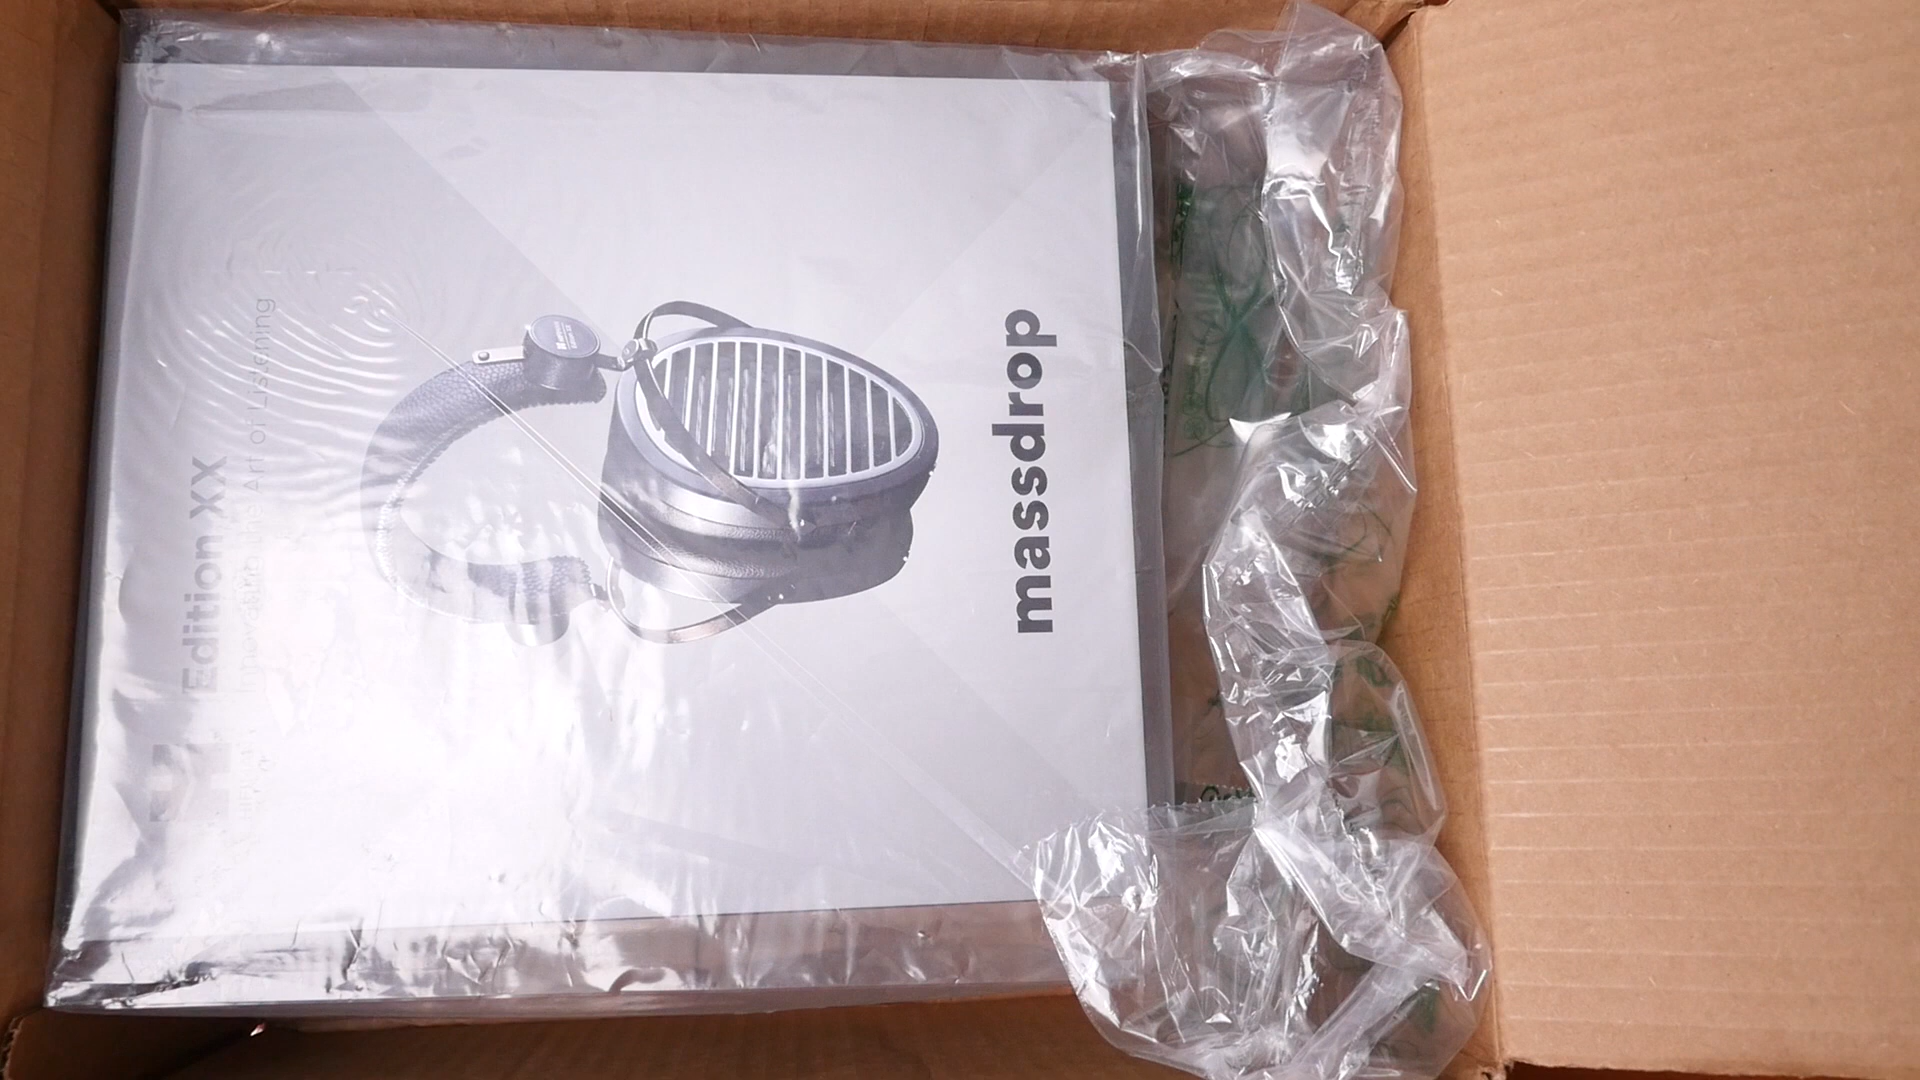 Edition XX
Innovating the Art of Listening
massdrop